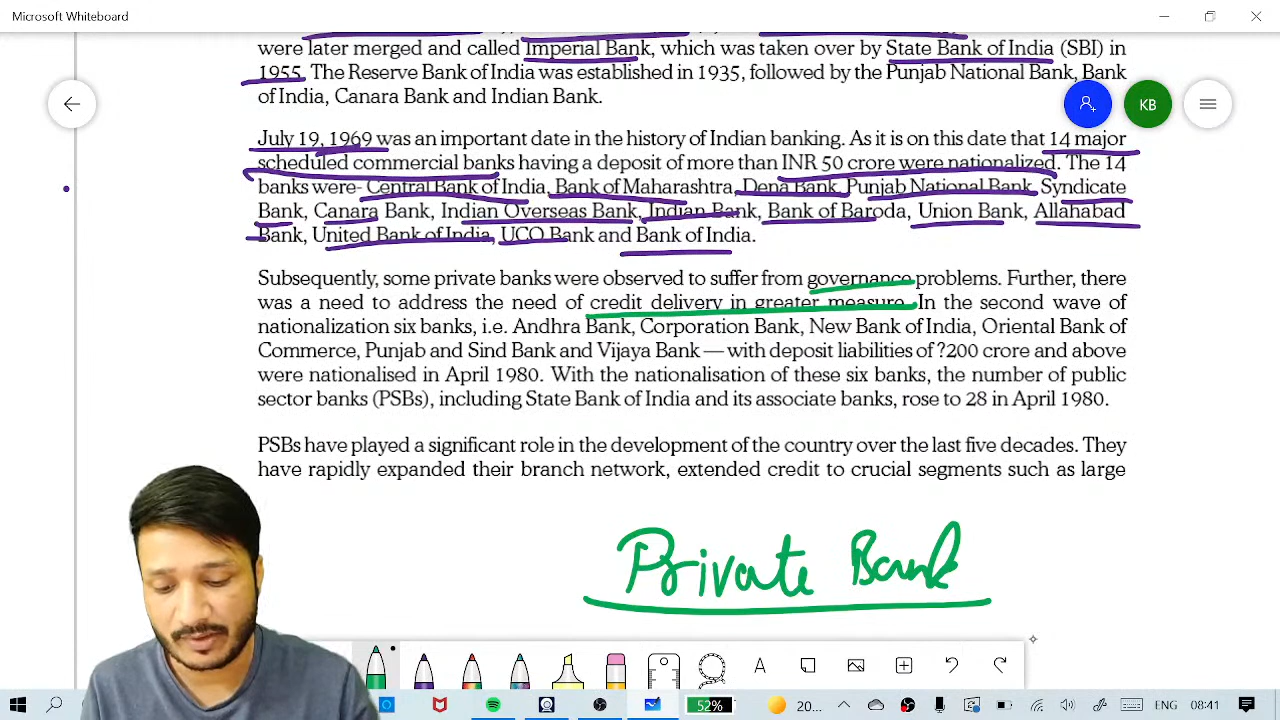 Microsoft Whiteboard
were later merged and called Imperial Bank, which was taken over by State Bank of India (SBI) in
1955. The Reserve Bank of India was established in 1935, followed by the Punjab National Bank, Bank
of India, Canara Bank and Indian Bank.
KB
July 19, 1969 was an important date in the history of Indian banking. As it is on this date that 14 major
scheduled commercial banks having a deposit of more than INR 50 crore were nationalized. The 14
banks were- Central Bank of India, Bank of Maharashtra, Dena Bank, Punjab National Bank, Syndicate
Bank, Canara Bank, Indian Overseas Bank, Indian Bank, Bank of Baroda, Union Bank, Allahabad
Bank, United Bank of India, UCO Bank and Bank of India.
Subsequently, some private banks were observed to suffer from governance problems. Further, there
was a need to address the need of credit delivery in greater measure. In the second wave of
nationalization six banks, i.e. Andhra Bank, Corporation Bank, New Bank of India, Oriental Bank of
Commerce, Punjab and Sind Bank and Vijaya Bank — with deposit liabilities of ?200 crore and above
were nationalised in April 1980. With the nationalisation of these six banks, the number of public
sector banks (PSBs), including State Bank of India and its associate banks, rose to 28 in April 1980.
PSBs have played a significant role in the development of the country over the last five decades. They
have rapidly expanded their branch network, extended credit to crucial segments such as large
Private Bank
52%
20...
ENG
08:41